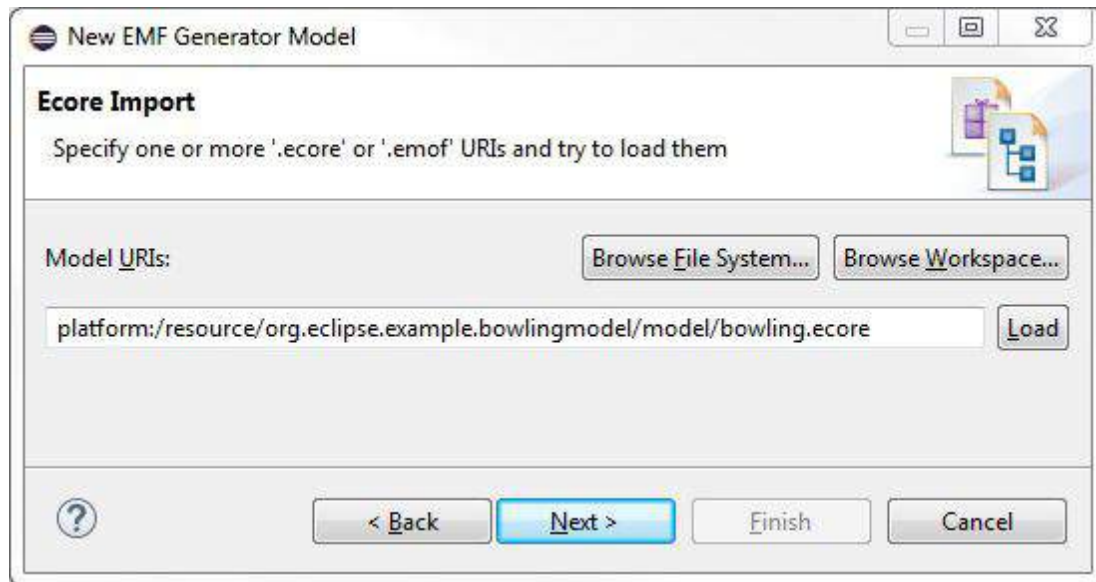 New EMF Generator Model
Ecore Import
Specify one or more '.ecore' or '.emof' URIs and try to load them
Model URIs:
Browse File System...
Browse Workspace...
platform:/resource/org.eclipse.example.bowlingmodel/model/bowling.ecore
Load
?
< Back
Next >
Finish
Cancel